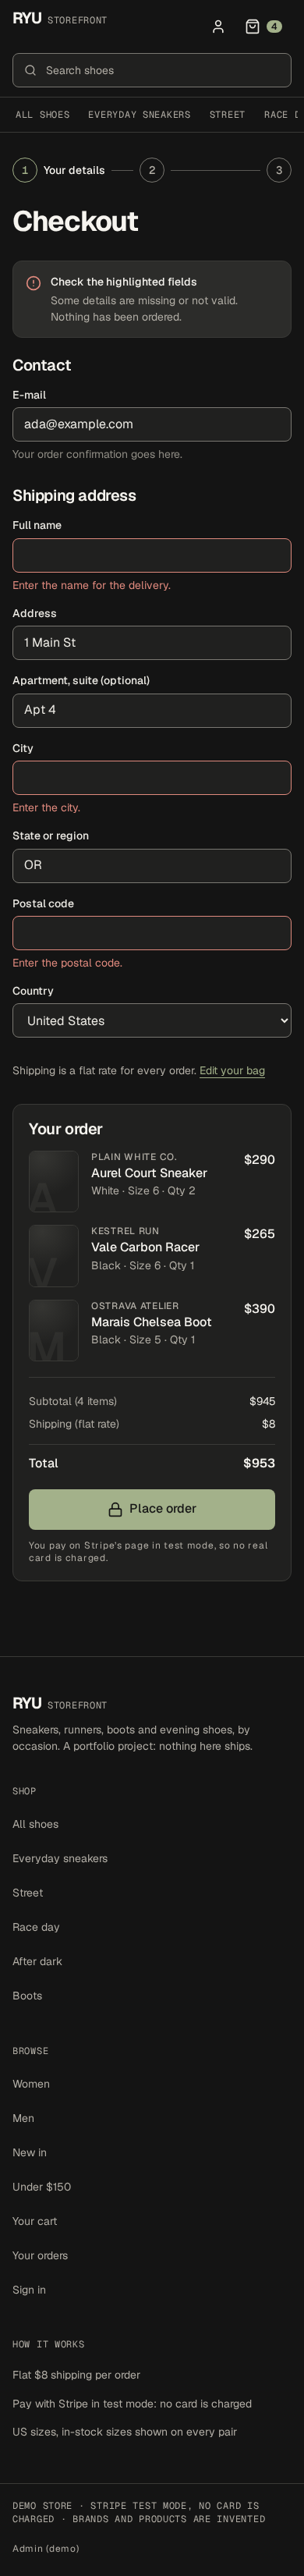 RYU STOREFRONT
4
Search shoes
ALL SHOES EVERYDAY SNEAKERS STREET RACE D
1 Your details 2 3
Checkout
Check the highlighted fields
Some details are missing or not valid.
Nothing has been ordered.
Contact
E-mail
ada@example.com
Your order confirmation goes here.
Shipping address
Full name
Enter the name for the delivery.
Address
1 Main St
Apartment, suite (optional)
Apt 4
City
Enter the city.
State or region
OR
Postal code
Enter the postal code.
Country
United States
Shipping is a flat rate for every order. Edit your bag
Your order
A
PLAIN WHITE CO.
Aurel Court Sneaker
White · Size 6 · Qty 2
$290
V
KESTREL RUN
Vale Carbon Racer
Black · Size 6 · Qty 1
$265
M
OSTRAVA ATELIER
Marais Chelsea Boot
Black · Size 5 · Qty 1
$390
Subtotal (4 items) $945
Shipping (flat rate) $8
Total $953
Place order
You pay on Stripe's page in test mode, so no real
card is charged.
RYU STOREFRONT
Sneakers, runners, boots and evening shoes, by
occasion. A portfolio project: nothing here ships.
SHOP
All shoes
Everyday sneakers
Street
Race day
After dark
Boots
BROWSE
Women
Men
New in
Under $150
Your cart
Your orders
Sign in
HOW IT WORKS
Flat $8 shipping per order
Pay with Stripe in test mode: no card is charged
US sizes, in-stock sizes shown on every pair
DEMO STORE · STRIPE TEST MODE, NO CARD IS
CHARGED · BRANDS AND PRODUCTS ARE INVENTED
Admin (demo)